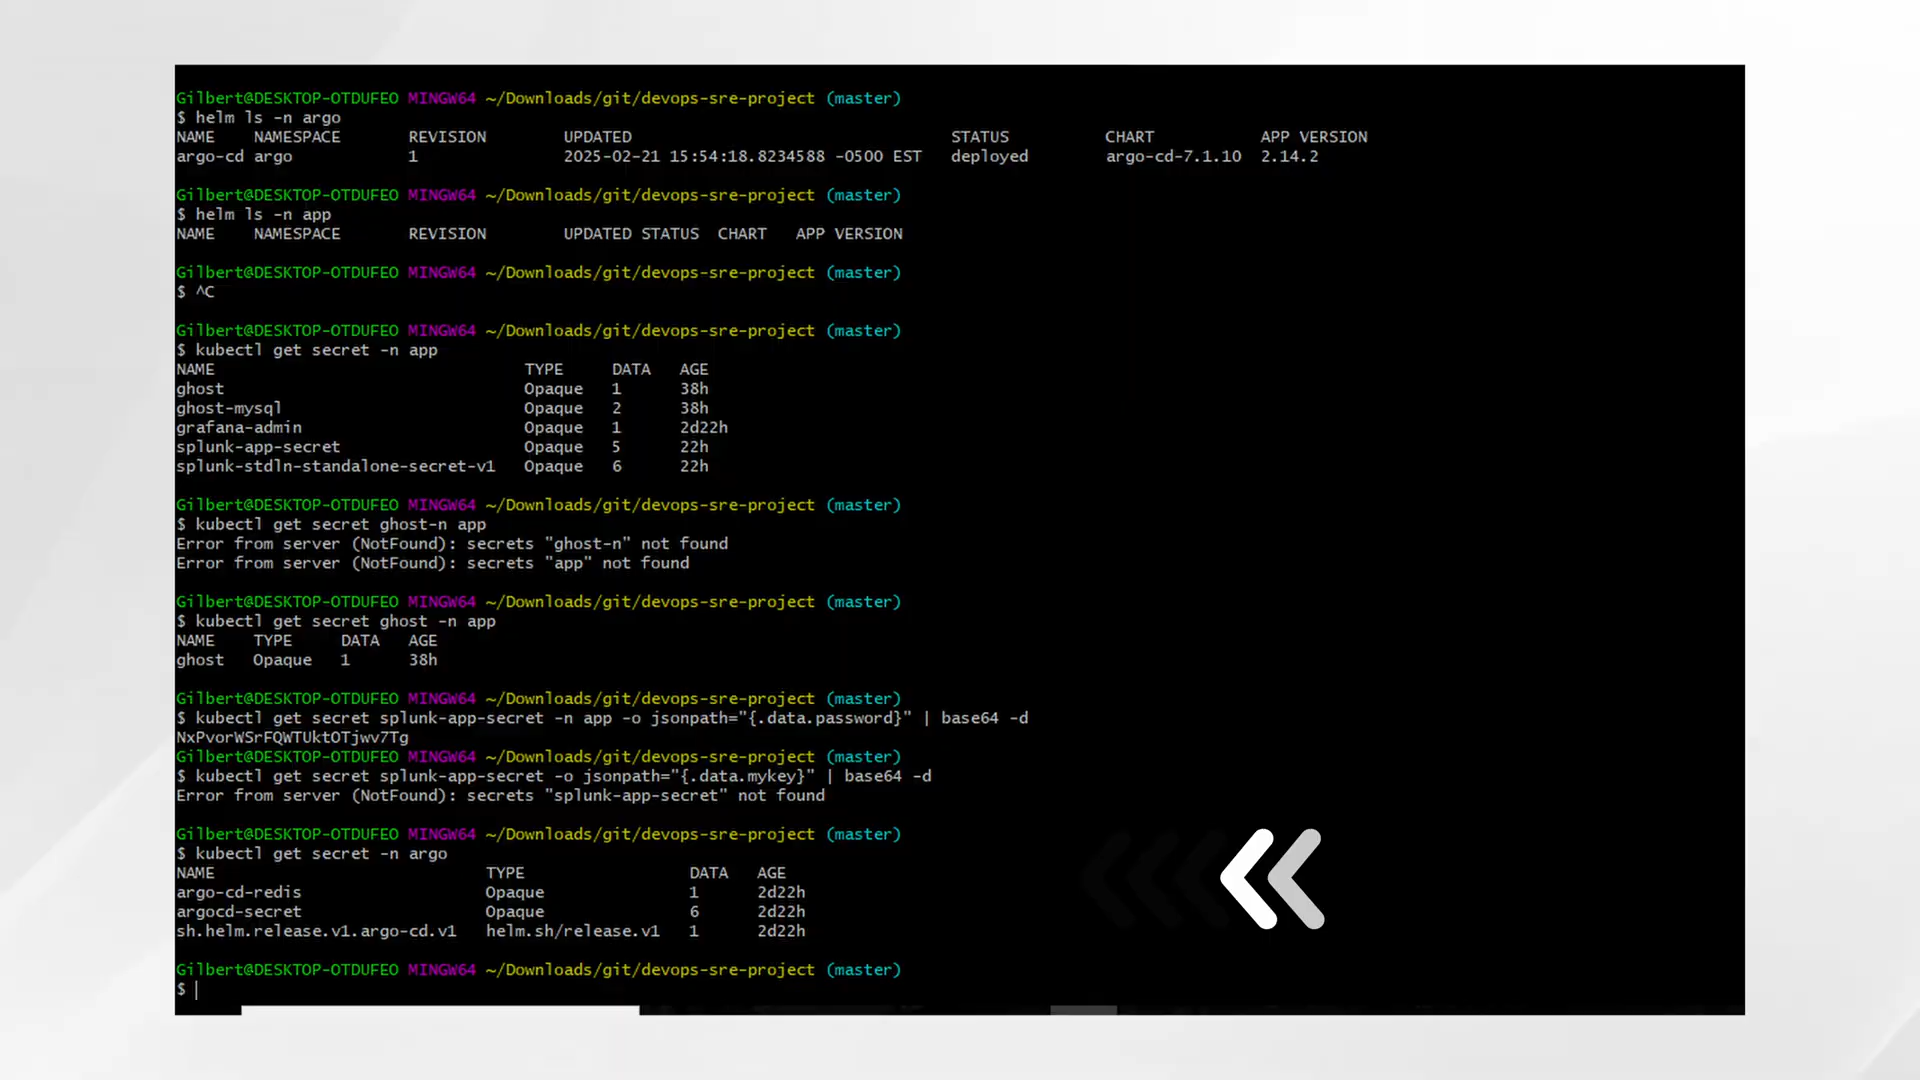 Gilbert@DESKTOP-OTDUFEO MINGW64 ~/Downloads/git/devops-sre-project (master)
$ helm ls -n argo
NAME    NAMESPACE       REVISION        UPDATED                                 STATUS          CHART           APP VERSION
argo-cd argo            1               2025-02-21 15:54:18.8234588 -0500 EST   deployed        argo-cd-7.1.10  2.14.2
Gilbert@DESKTOP-OTDUFEO MINGW64 ~/Downloads/git/devops-sre-project (master)
$ helm ls -n app
NAME    NAMESPACE       REVISION        UPDATED STATUS  CHART   APP VERSION
Gilbert@DESKTOP-OTDUFEO MINGW64 ~/Downloads/git/devops-sre-project (master)
$ ^C
Gilbert@DESKTOP-OTDUFEO MINGW64 ~/Downloads/git/devops-sre-project (master)
$ kubectl get secret -n app
NAME                                TYPE     DATA   AGE
ghost                               Opaque   1      38h
ghost-mysql                         Opaque   2      38h
grafana-admin                       Opaque   1      2d22h
splunk-app-secret                   Opaque   5      22h
splunk-stdln-standalone-secret-v1   Opaque   6      22h
Gilbert@DESKTOP-OTDUFEO MINGW64 ~/Downloads/git/devops-sre-project (master)
$ kubectl get secret ghost-n app
Error from server (NotFound): secrets "ghost-n" not found
Error from server (NotFound): secrets "app" not found
Gilbert@DESKTOP-OTDUFEO MINGW64 ~/Downloads/git/devops-sre-project (master)
$ kubectl get secret ghost -n app
NAME    TYPE     DATA   AGE
ghost   Opaque   1      38h
Gilbert@DESKTOP-OTDUFEO MINGW64 ~/Downloads/git/devops-sre-project (master)
$ kubectl get secret splunk-app-secret -n app -o jsonpath="{.data.password}" | base64 -d
NxPvorWSrFQWTUktOTjwv7Tg
Gilbert@DESKTOP-OTDUFEO MINGW64 ~/Downloads/git/devops-sre-project (master)
$ kubectl get secret splunk-app-secret -o jsonpath="{.data.mykey}" | base64 -d
Error from server (NotFound): secrets "splunk-app-secret" not found
Gilbert@DESKTOP-OTDUFEO MINGW64 ~/Downloads/git/devops-sre-project (master)
$ kubectl get secret -n argo
NAME                            TYPE                 DATA   AGE
argo-cd-redis                   Opaque               1      2d22h
argocd-secret                   Opaque               6      2d22h
sh.helm.release.v1.argo-cd.v1   helm.sh/release.v1   1      2d22h
Gilbert@DESKTOP-OTDUFEO MINGW64 ~/Downloads/git/devops-sre-project (master)
$